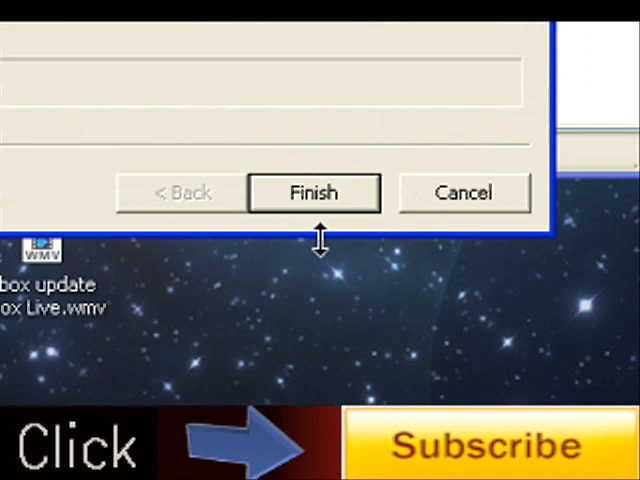 < Back
Finish
Cancel
WMV
box update
ox Live.wmv
Click
Subscribe